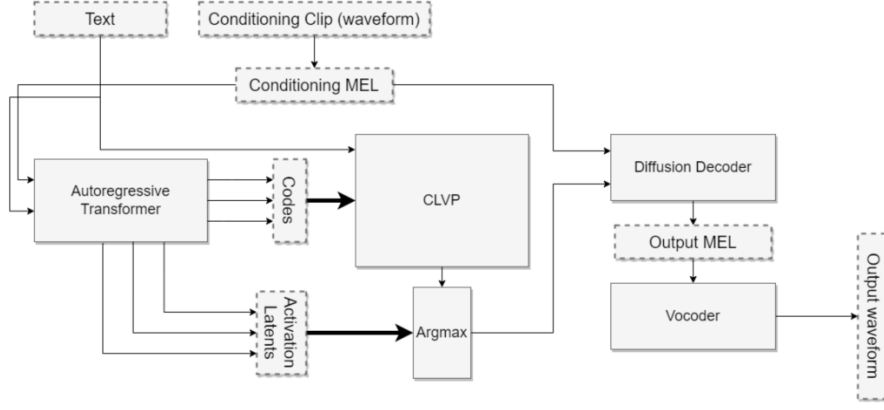 Text
Conditioning Clip (waveform)
Conditioning MEL
Autoregressive
Transformer
Codes
CLVP
Diffusion Decoder
Output MEL
Activation
Latents
Argmax
Vocoder
Output waveform